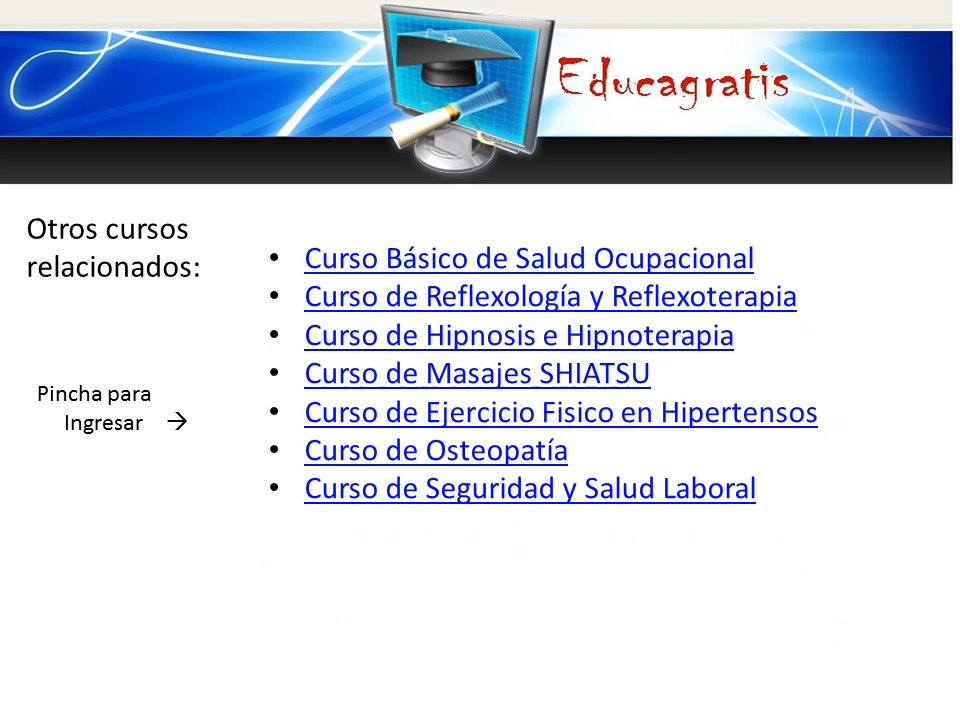 Educagratis
Otros cursos
relacionados:
• Curso Básico de Salud Ocupacional
• Curso de Reflexología y Reflexoterapia
• Curso de Hipnosis e Hipnoterapia
• Curso de Masajes SHIATSU
• Curso de Ejercicio Fisico en Hipertensos
• Curso de Osteopatía
• Curso de Seguridad y Salud Laboral
Pincha para
Ingresar →